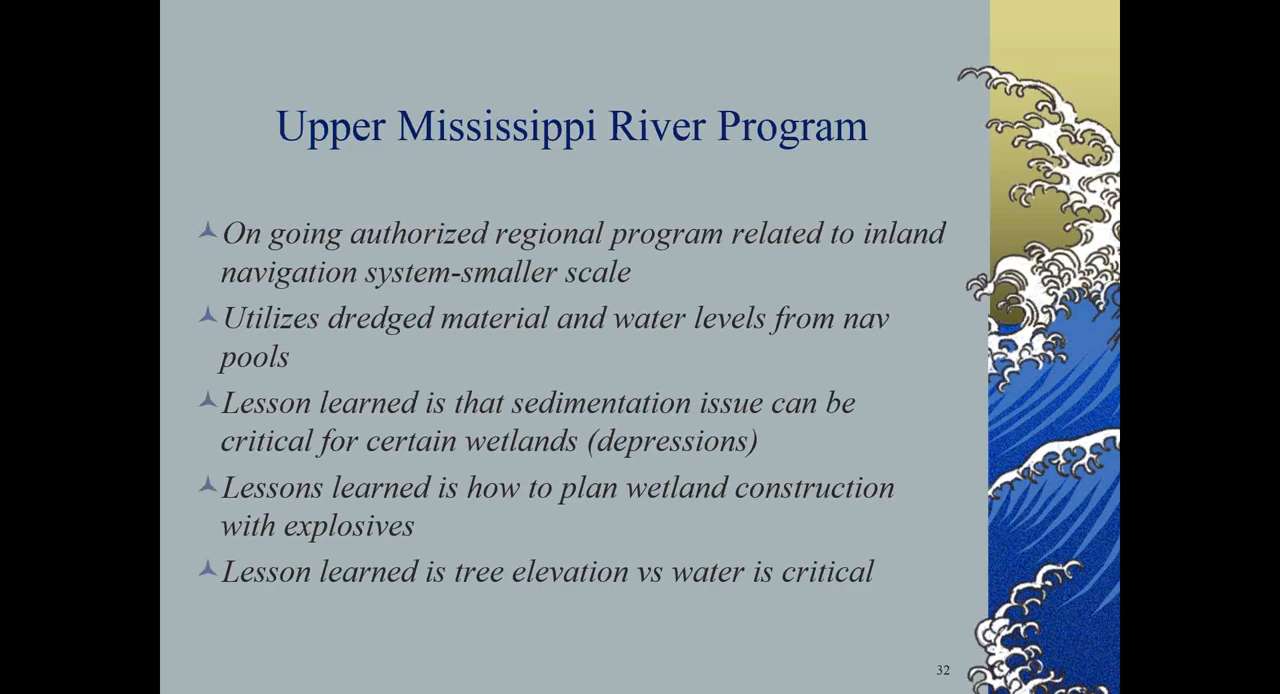 Upper Mississippi River Program
On going authorized regional program related to inland
navigation system-smaller scale
Utilizes dredged material and water levels from nav
pools
Lesson learned is that sedimentation issue can be
critical for certain wetlands (depressions)
Lessons learned is how to plan wetland construction
with explosives
Lesson learned is tree elevation vs water is critical
32